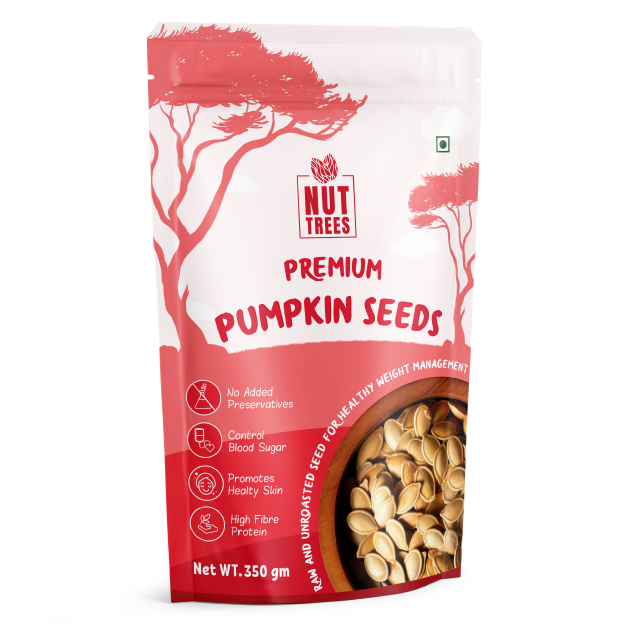 NUT
TREES
PREMIUM
PUMPKIN SEEDS
No Added
Preservatives
Control
Blood Sugar
Promotes
Healty Skin
High Fibre
Protein
Net WT.350 gm
RAW AND UNROASTED SEED FOR HEALTHY WEIGHT MANAGEMENT